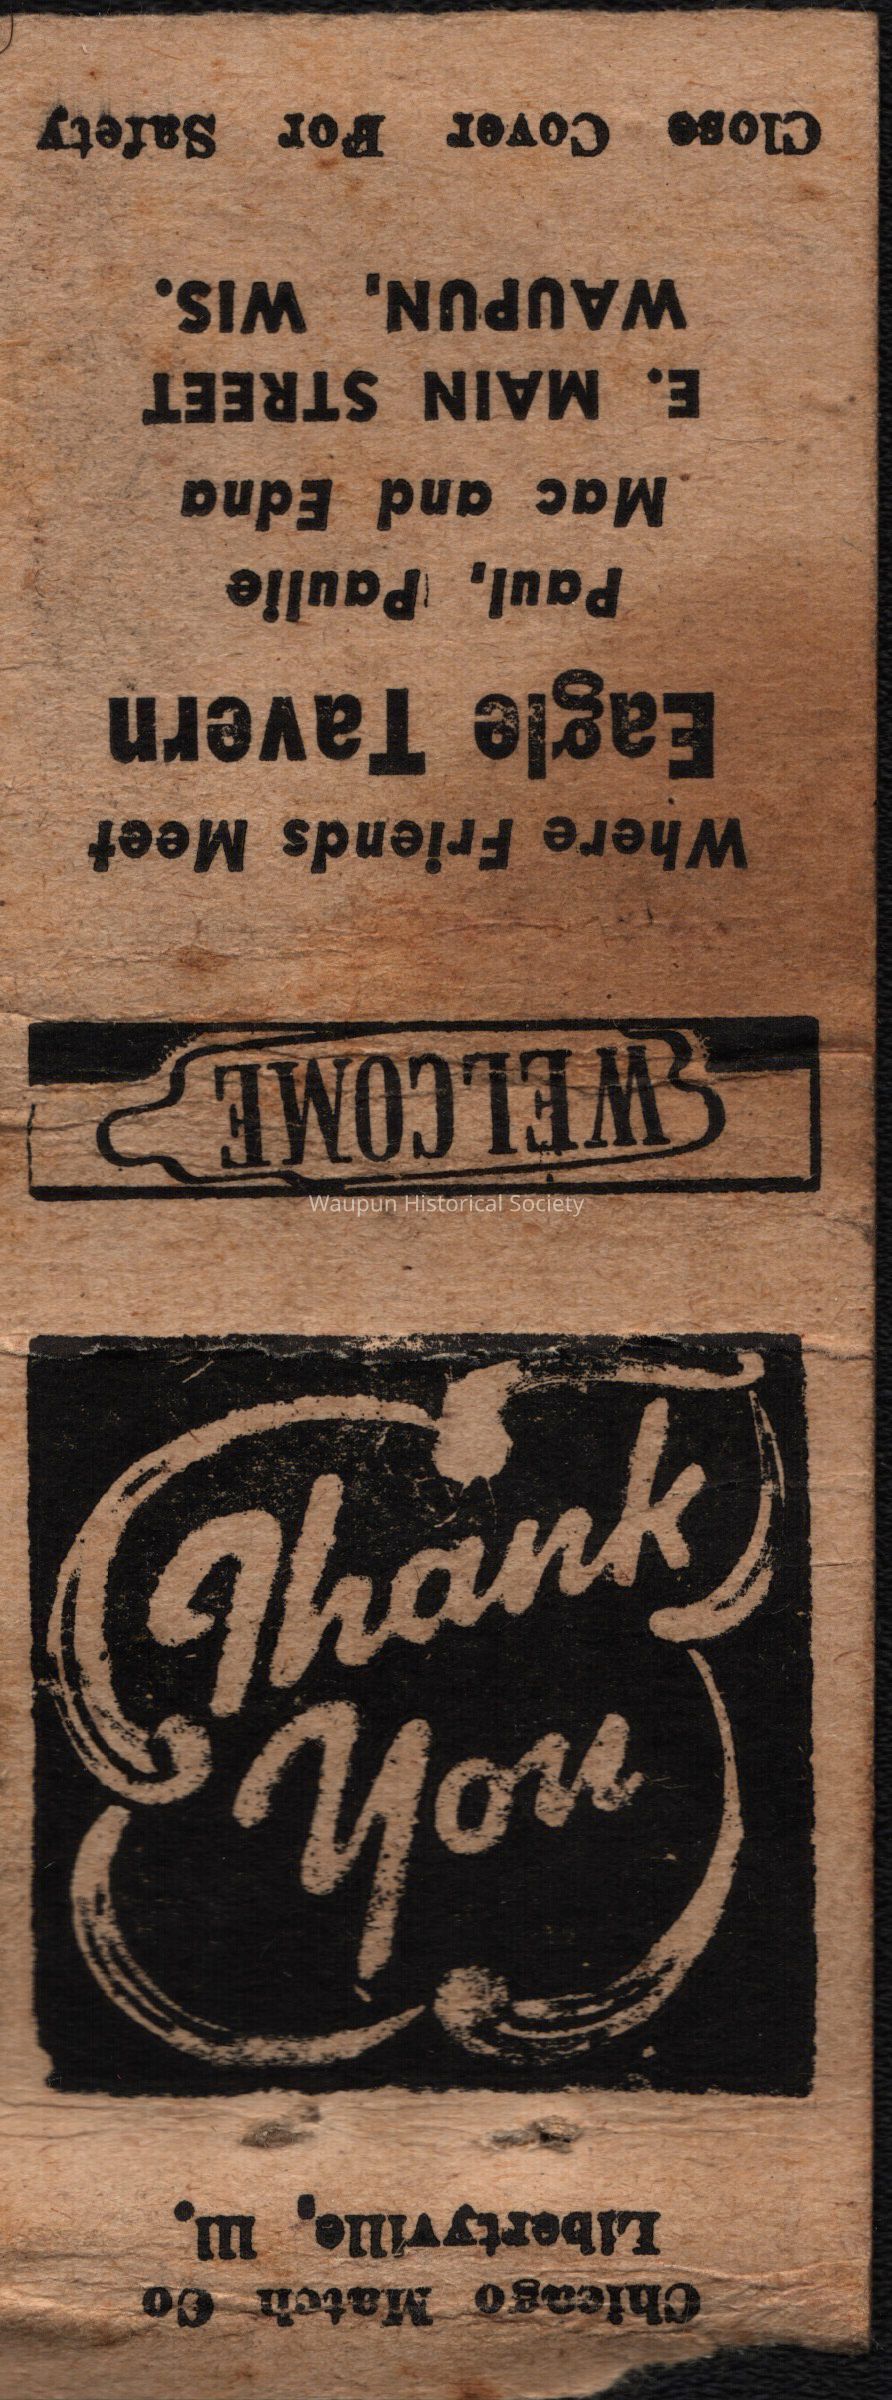 Close Cover For Safety
WAUPUN, WIS.
E. MAIN STREET
Mac and Edna
Paul, Paulie
Eagle Tavern
Where Friends Meet
WELCOME
Waupun Historical Society
Thank
You
Libertyville, Ill.
Chicago Match Co